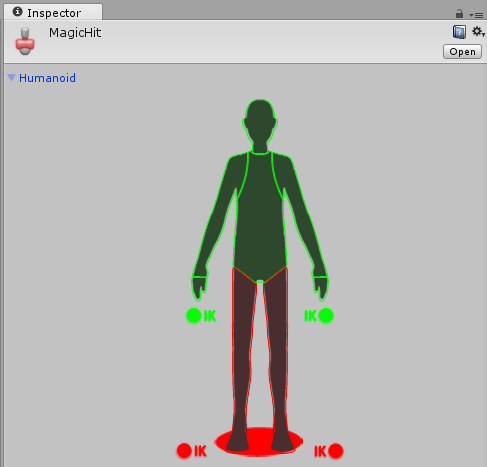 Inspector
MagicHit
Open
Humanoid
IK IK
IK IK